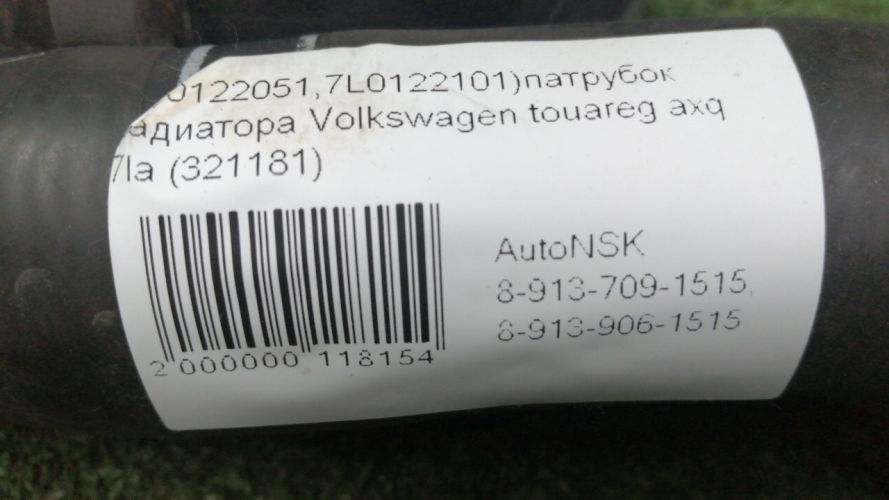 0122051,7L0122101)патрубок
адиатора Volkswagen touareg axq
7la (321181)
AutoNSK
8-913-709-1515,
8-913-906-1515
2 000000 118154